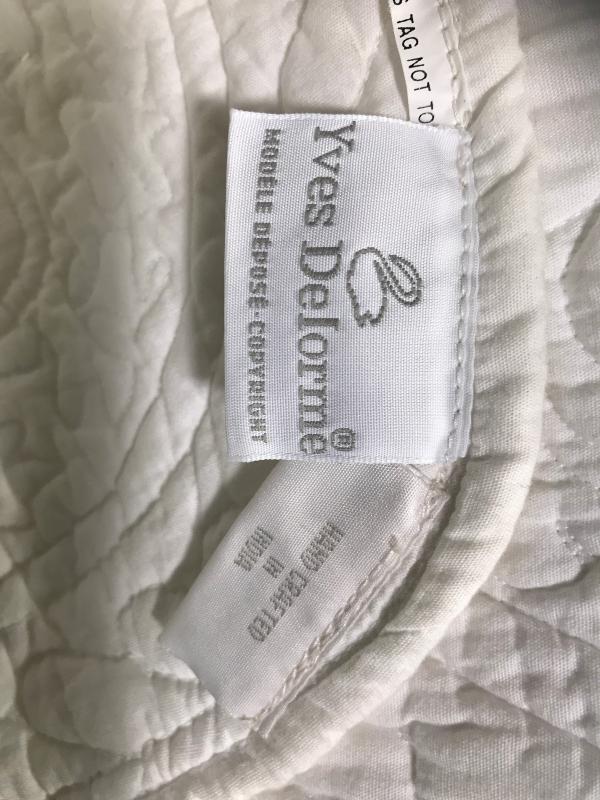 S TAG NOT TO
Yves Delorme®
MODÈLE DÉPOSÉ-COPYRIGHT
HAND CRAFTED
IN
INDIA